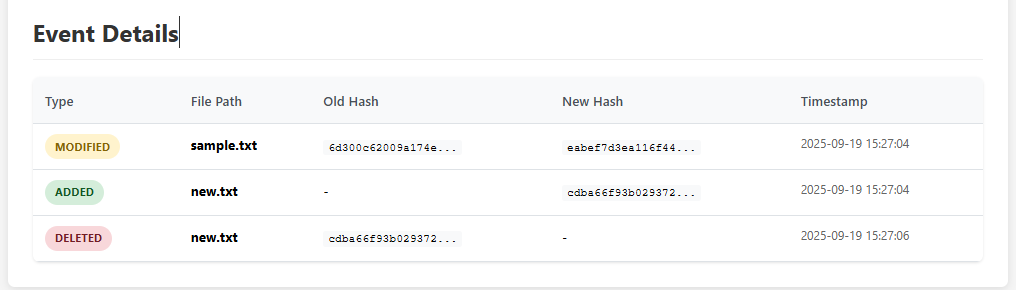 Event Details
Type File Path Old Hash New Hash Timestamp
MODIFIED sample.txt 6d300c62009a174e... eabef7d3ea116f44... 2025-09-19 15:27:04
ADDED new.txt - cdba66f93b029372... 2025-09-19 15:27:04
DELETED new.txt cdba66f93b029372... - 2025-09-19 15:27:06